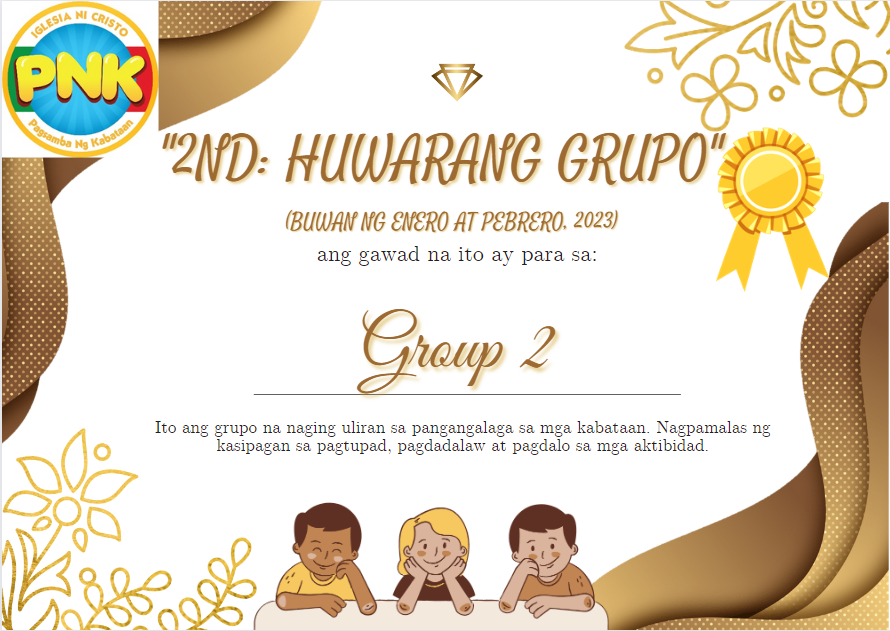 IGLESIA NI CRISTO
PNK
Pagsamba Ng Kabataan
"2ND: HUWARANG GRUPO"
(BUWAN NG ENERO AT PEBRERO, 2023)
ang gawad na ito ay para sa:
Group 2
Ito ang grupo na naging uliran sa pangangalaga sa mga kabataan. Nagpamalas ng
kasipagan sa pagtupad, pagdadalaw at pagdalo sa mga aktibidad.